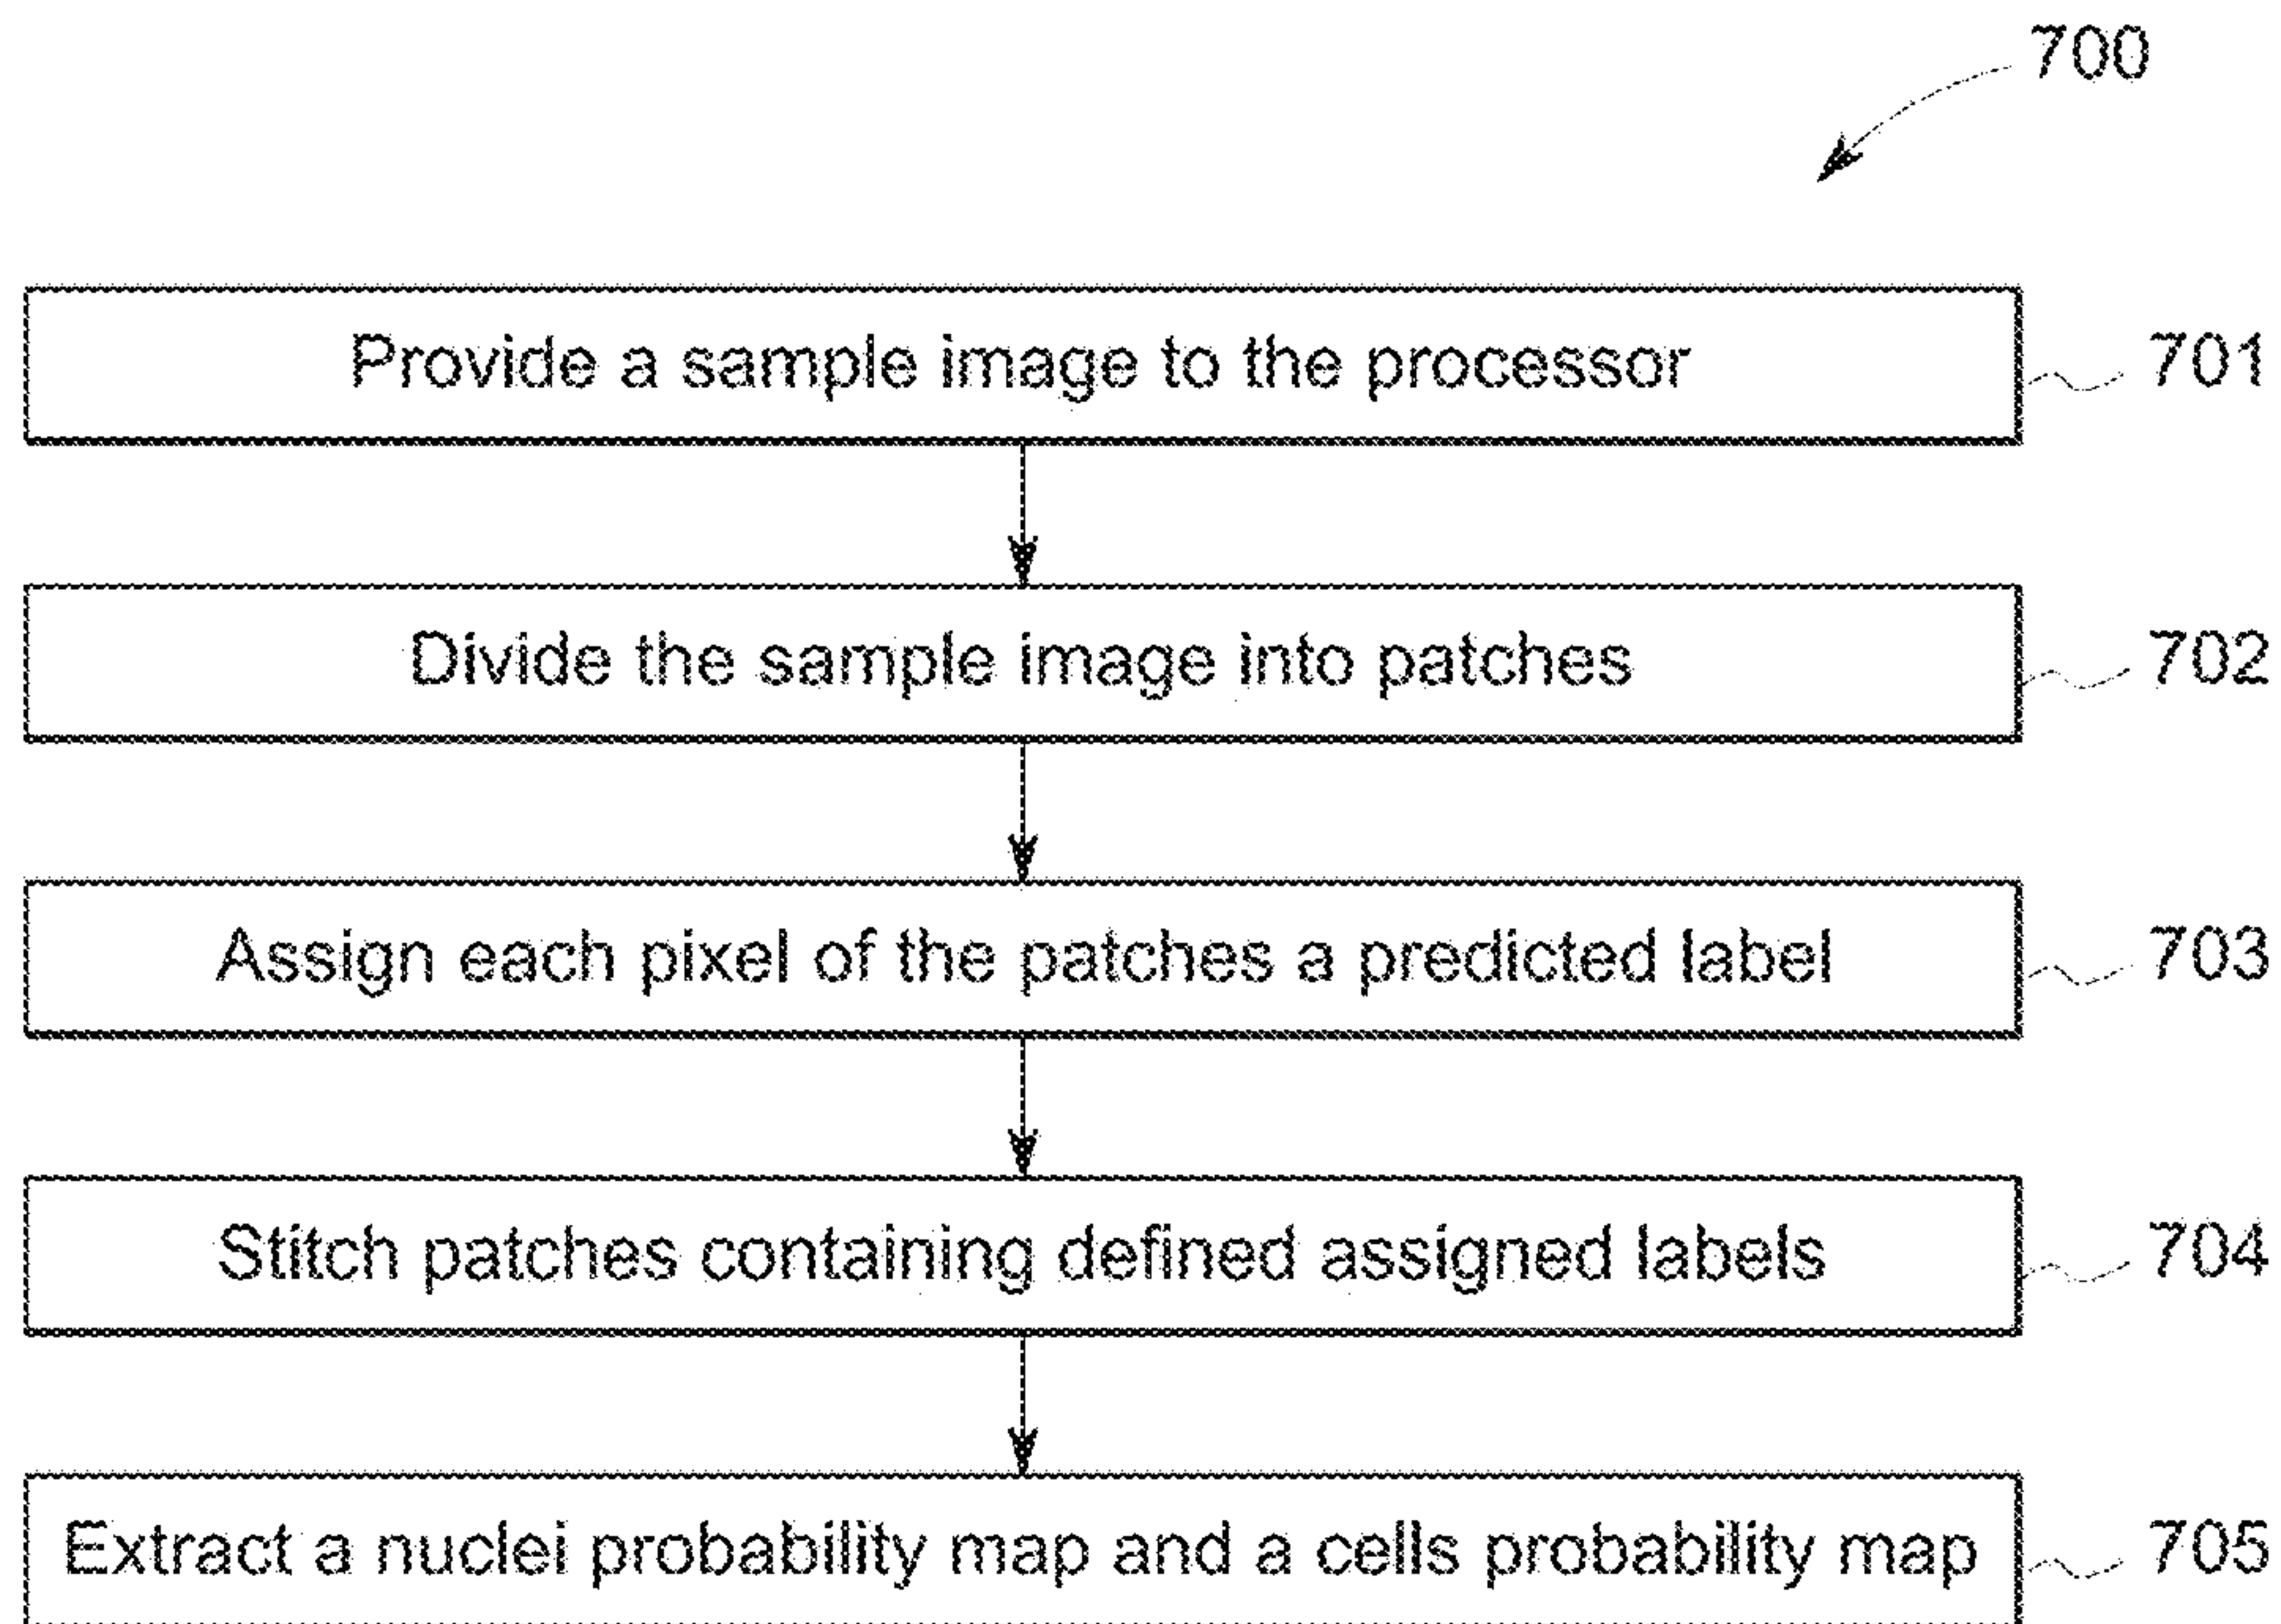 700
Provide a sample image to the processor 701
Divide the sample image into patches 702
Assign each pixel of the patches a predicted label 703
Stitch patches containing defined assigned labels 704
Extract a nuclei probability map and a cells probability map 705